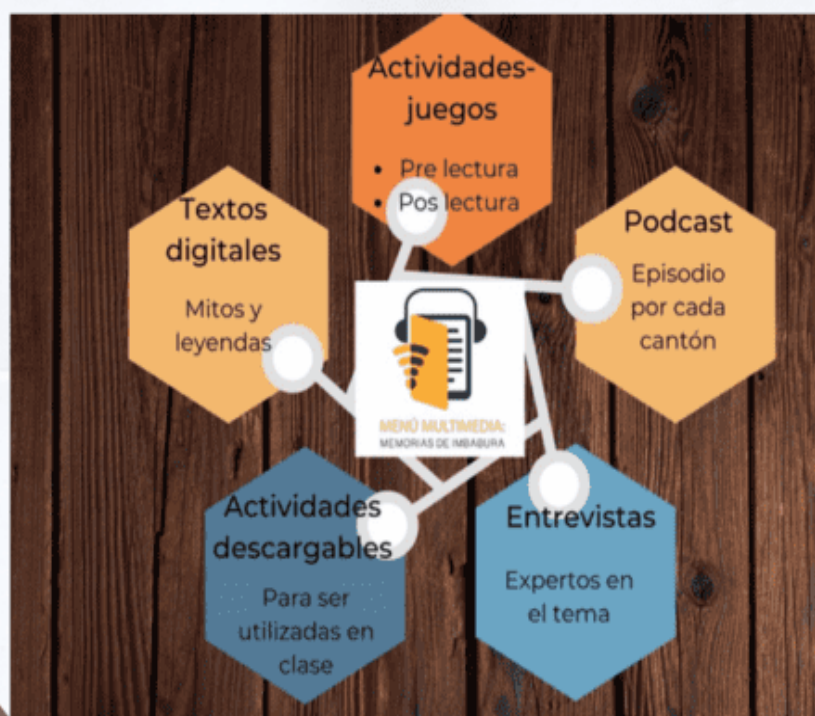 Actividades-
juegos
• Pre lectura
• Pos lectura
Textos
digitales
Mitos y
leyendas
Podcast
Episodio
por cada
cantón
MENÚ MULTIMEDIA:
MEMORIAS DE IMBABURA
Actividades
descargables
Para ser
utilizadas en
clase
Entrevistas
Expertos en
el tema